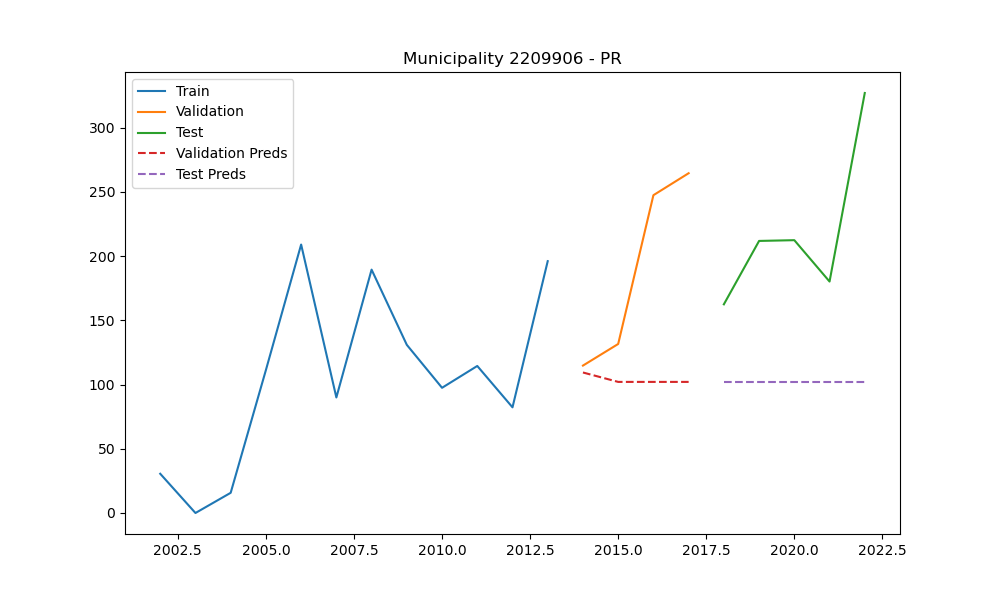 Municipality 2209906 - PR
Train
Validation
Test
Validation Preds
Test Preds
300
250
200
150
100
50
0
2002.5 2005.0 2007.5 2010.0 2012.5 2015.0 2017.5 2020.0 2022.5